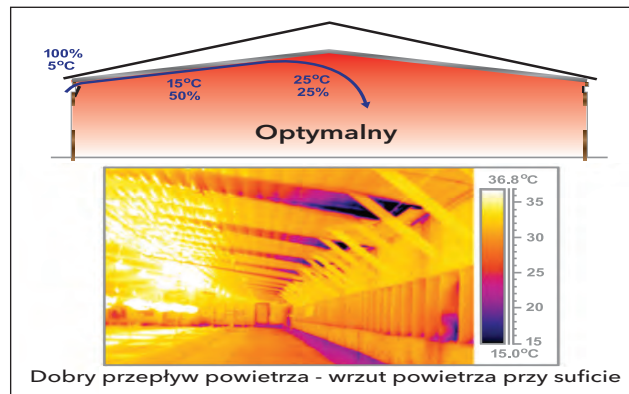 100%
5°C
15°C
50%
25°C
25%
Optymalny
36.8°C
35
30
25
20
15
15.0°C
Dobry przepływ powietrza - wrzut powietrza przy suficie